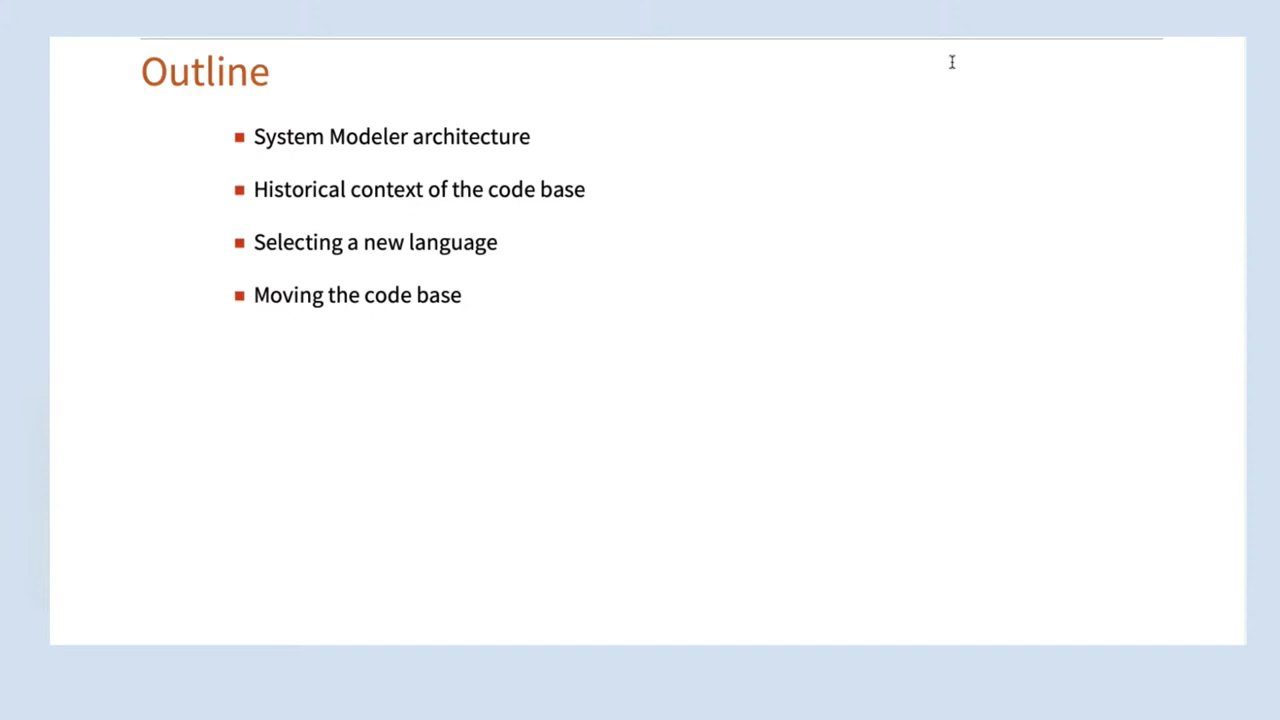 Outline
System Modeler architecture
Historical context of the code base
Selecting a new language
Moving the code base